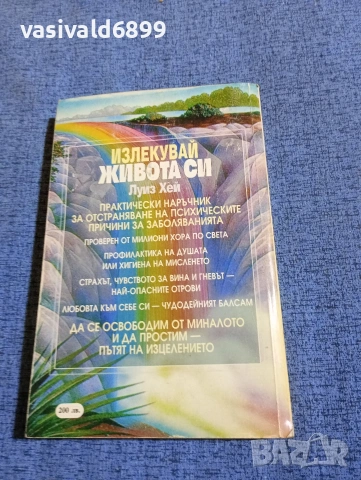 vasivald6899
ИЗЛЕКУВАЙ
ЖИВОТА СИ
Луиз Хей
ПРАКТИЧЕСКИ НАРЪЧНИК
ЗА ОТСТРАНЯВАНЕ НА ПСИХИЧЕСКИТЕ
ПРИЧИНИ ЗА ЗАБОЛЯВАНИЯТА
ПРОВЕРЕН ОТ МИЛИОНИ ХОРА ПО СВЕТА
ПРОФИЛАКТИКА НА ДУШАТА
ИЛИ ХИГИЕНА НА МИСЛЕНЕТО
СТРАХЪТ, ЧУВСТВОТО ЗА ВИНА И ГНЕВЪТ —
НАЙ-ОПАСНИТЕ ОТРОВИ
ЛЮБОВТА КЪМ СЕБЕ СИ — ЧУДОДЕЙНИЯТ БАЛСАМ
ДА СЕ ОСВОБОДИМ ОТ МИНАЛОТО
И ДА ПРОСТИМ —
ПЪТЯТ НА ИЗЦЕЛЕНИЕТО
200 лв.
BAZAR